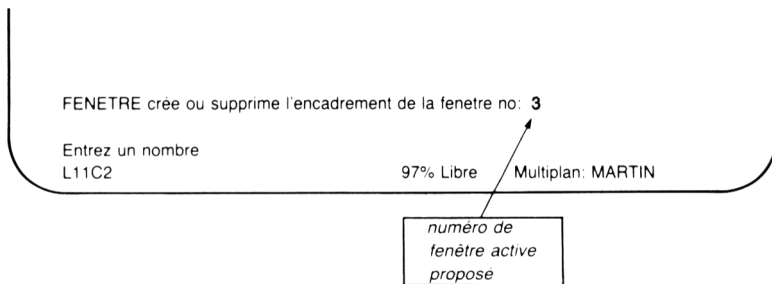 FENETRE crée ou supprime l'encadrement de la fenetre no: 3
Entrez un nombre
L11C2 97% Libre Multiplan: MARTIN
numéro de
fenêtre active
proposé